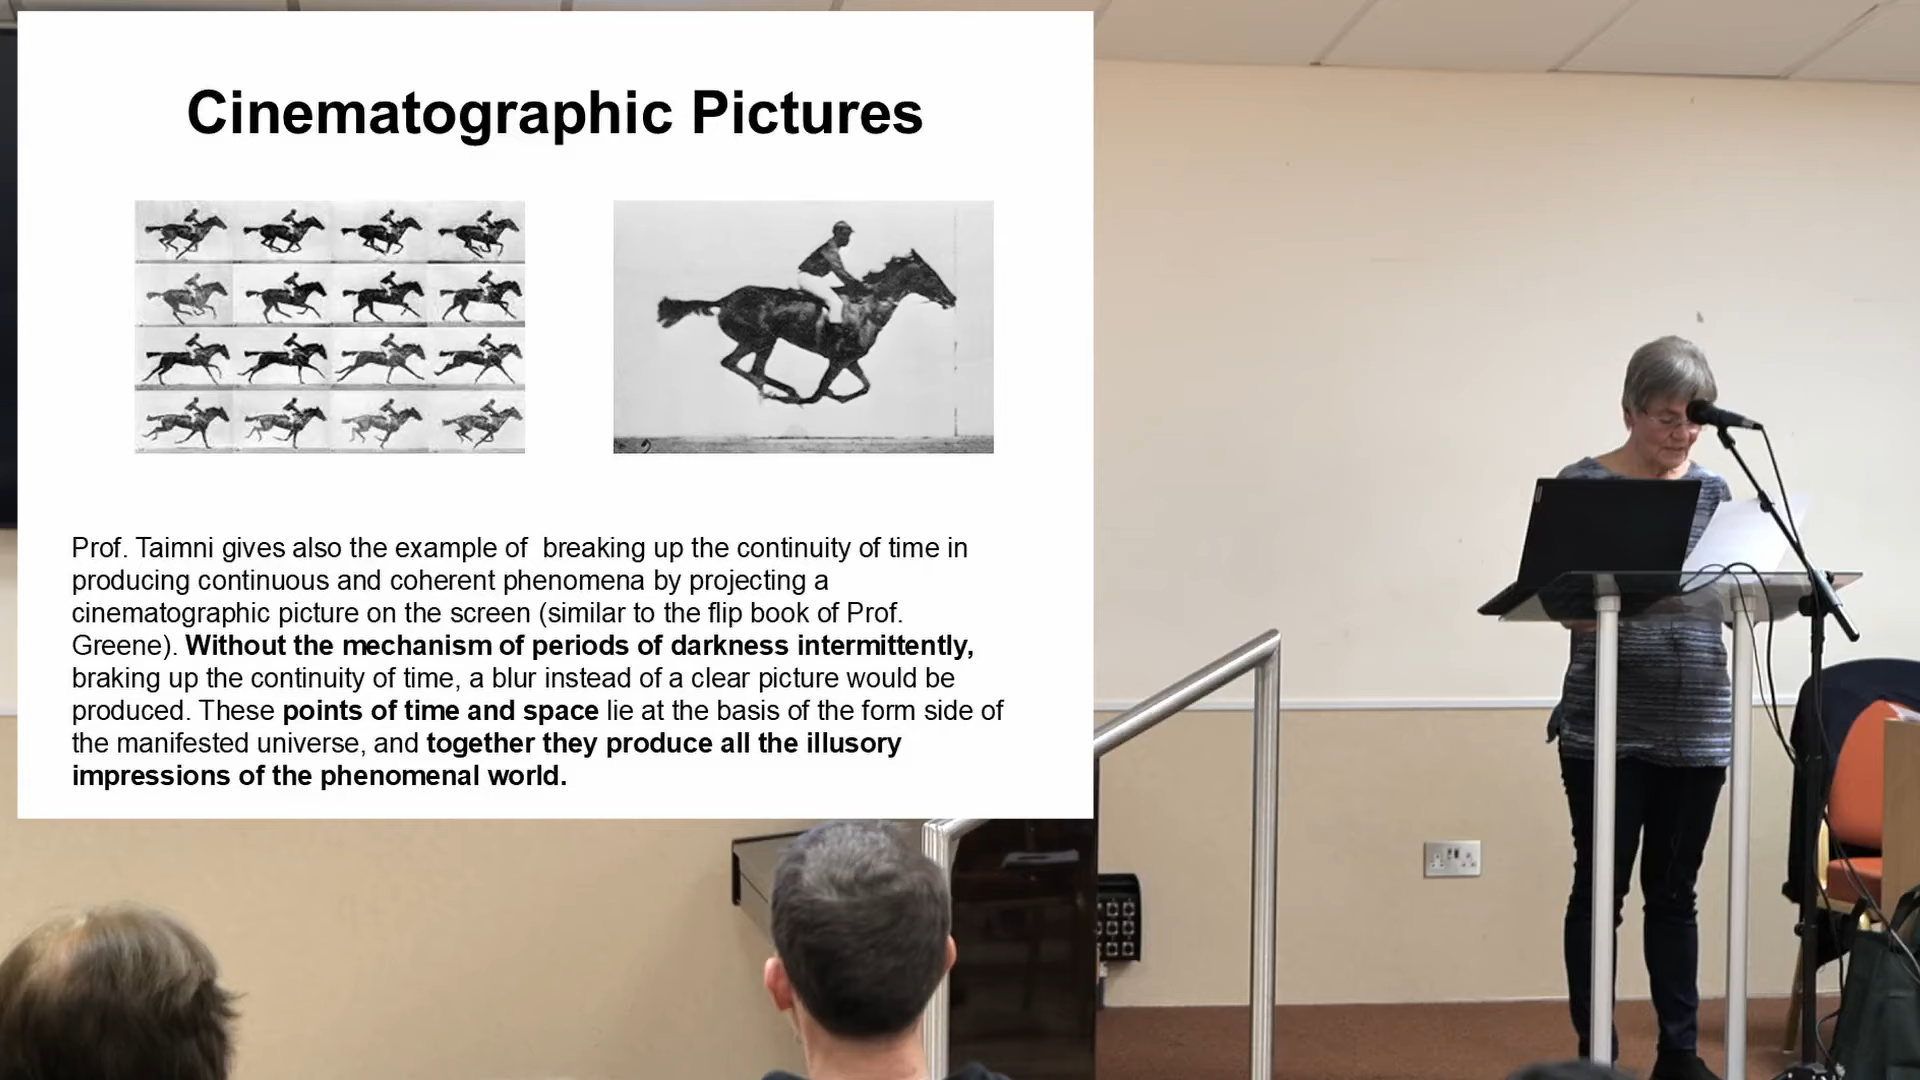 Cinematographic Pictures
Prof. Taimni gives also the example of  breaking up the continuity of time in
producing continuous and coherent phenomena by projecting a
cinematographic picture on the screen (similar to the flip book of Prof.
Greene). Without the mechanism of periods of darkness intermittently,
braking up the continuity of time, a blur instead of a clear picture would be
produced. These points of time and space lie at the basis of the form side of
the manifested universe, and together they produce all the illusory
impressions of the phenomenal world.